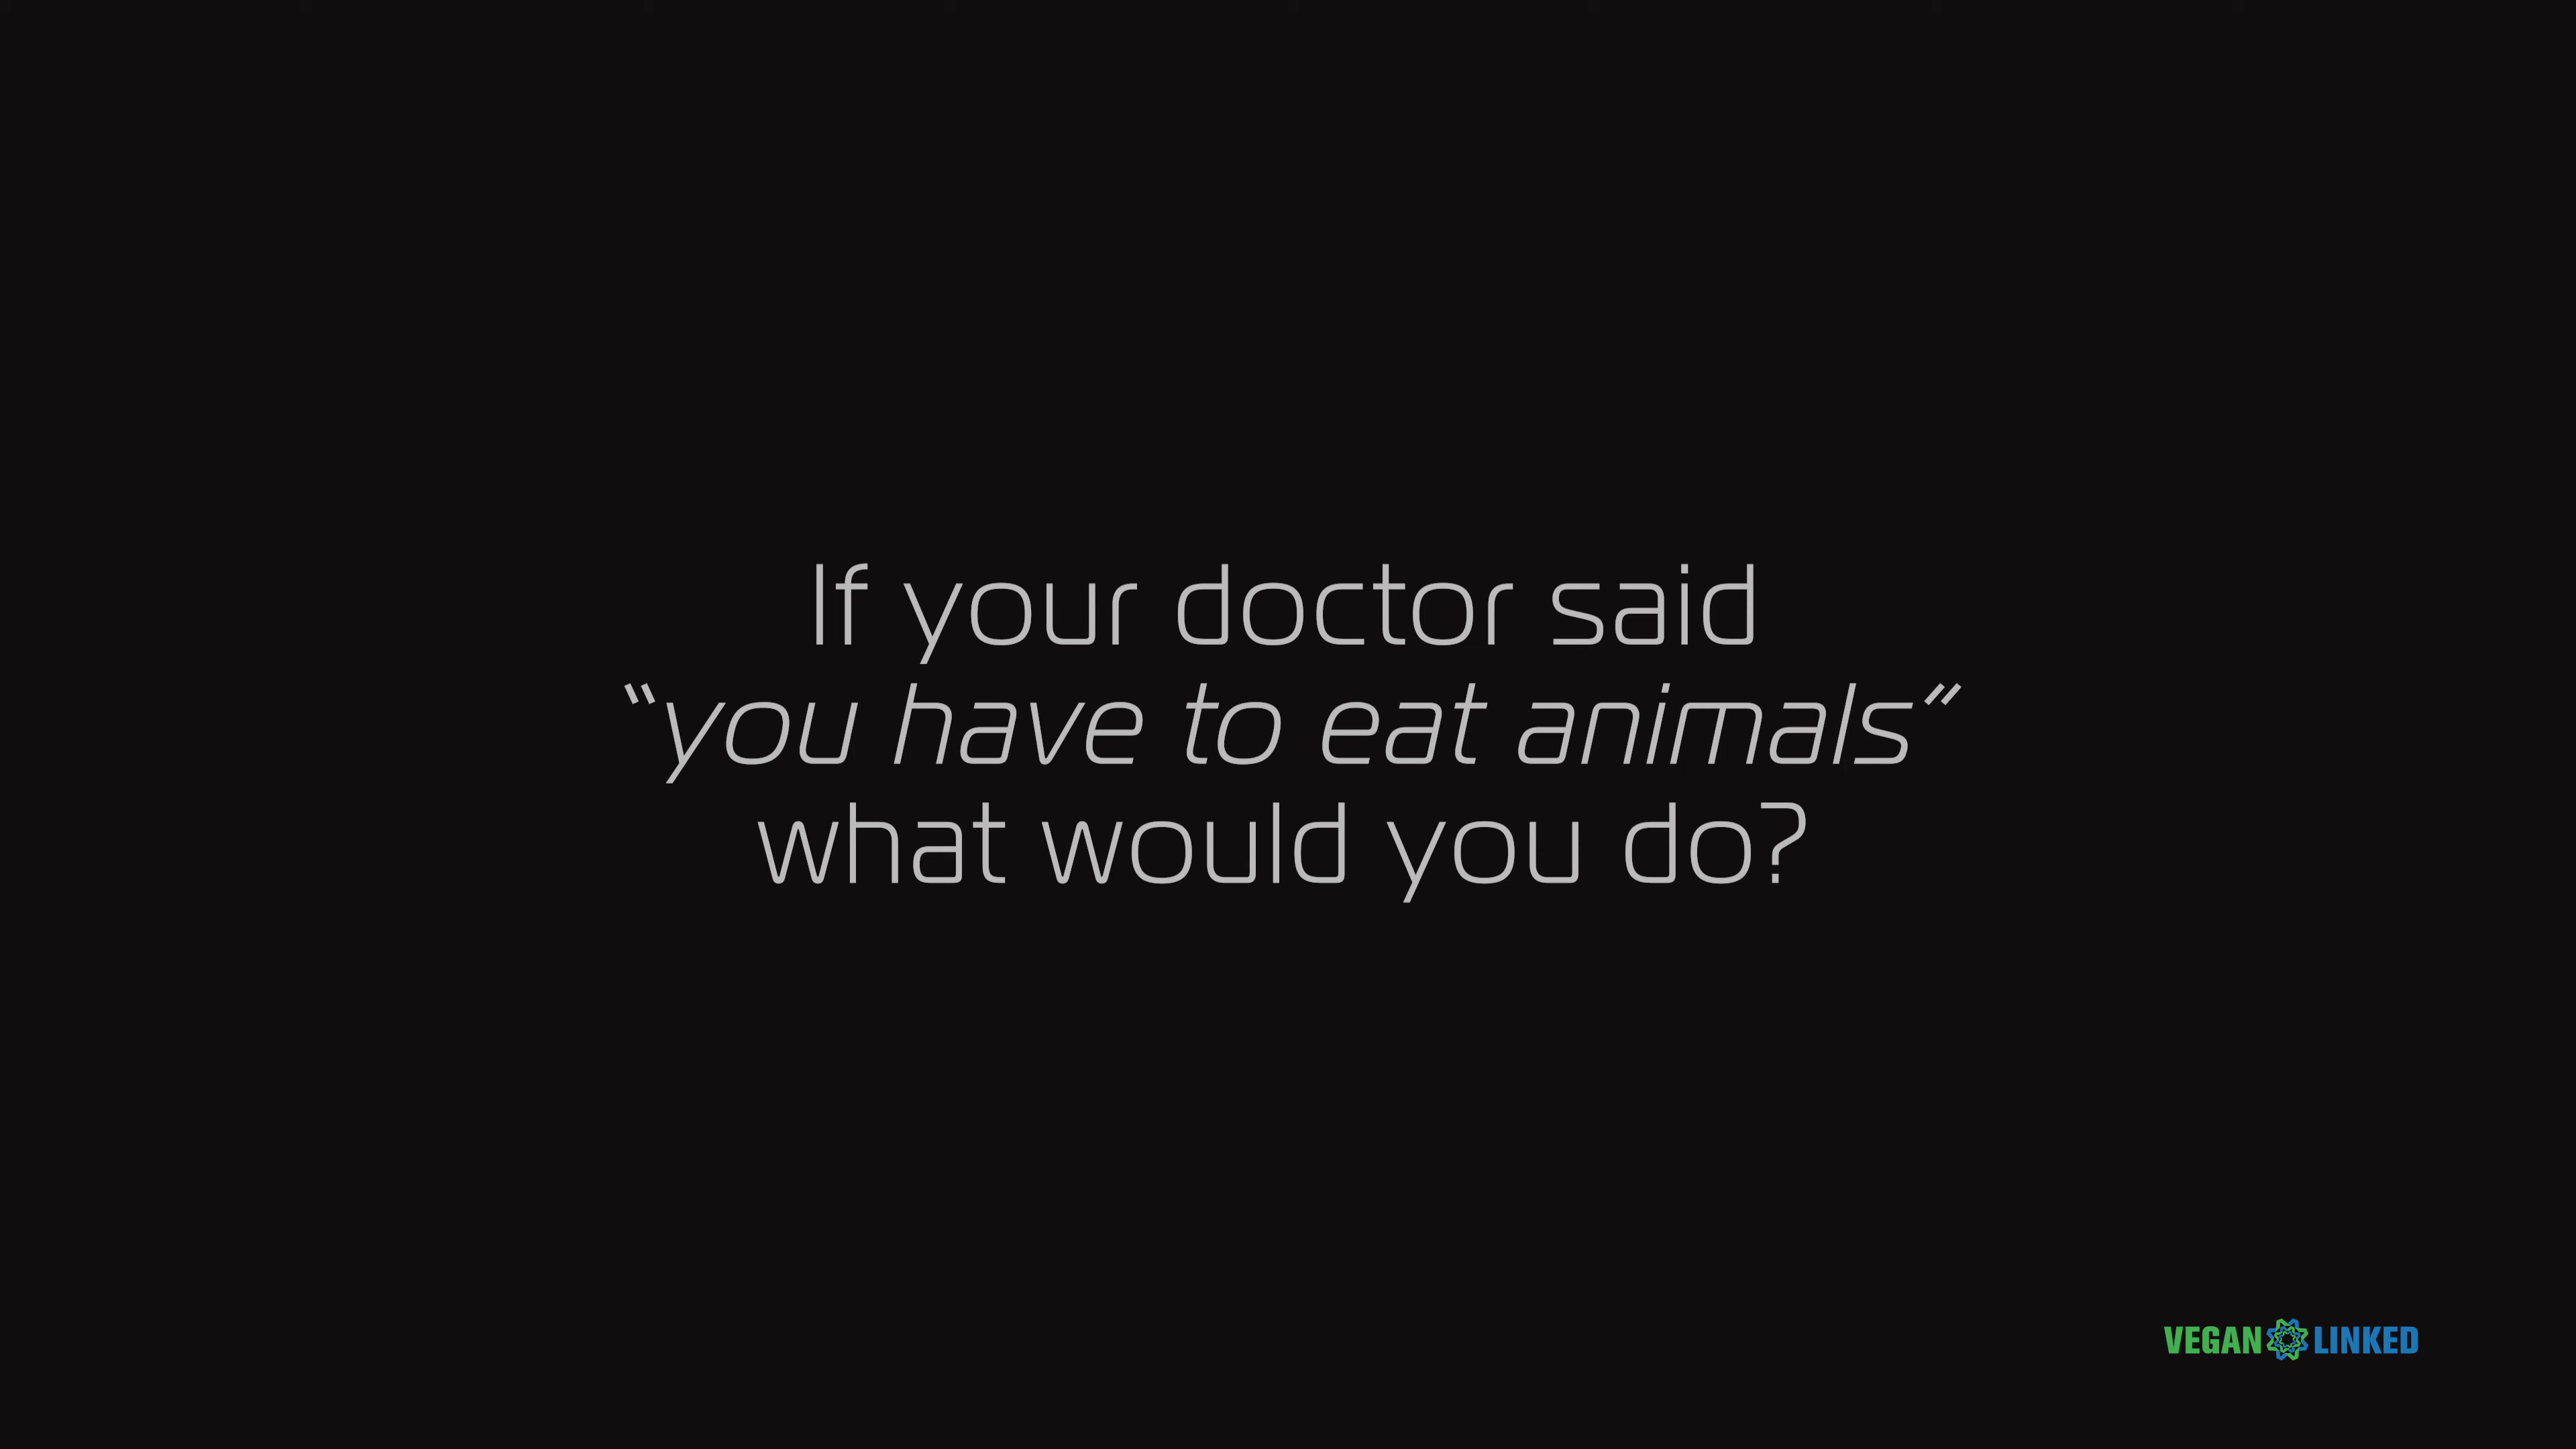 If your doctor said
“you have to eat animals”
what would you do?
VEGAN LINKED